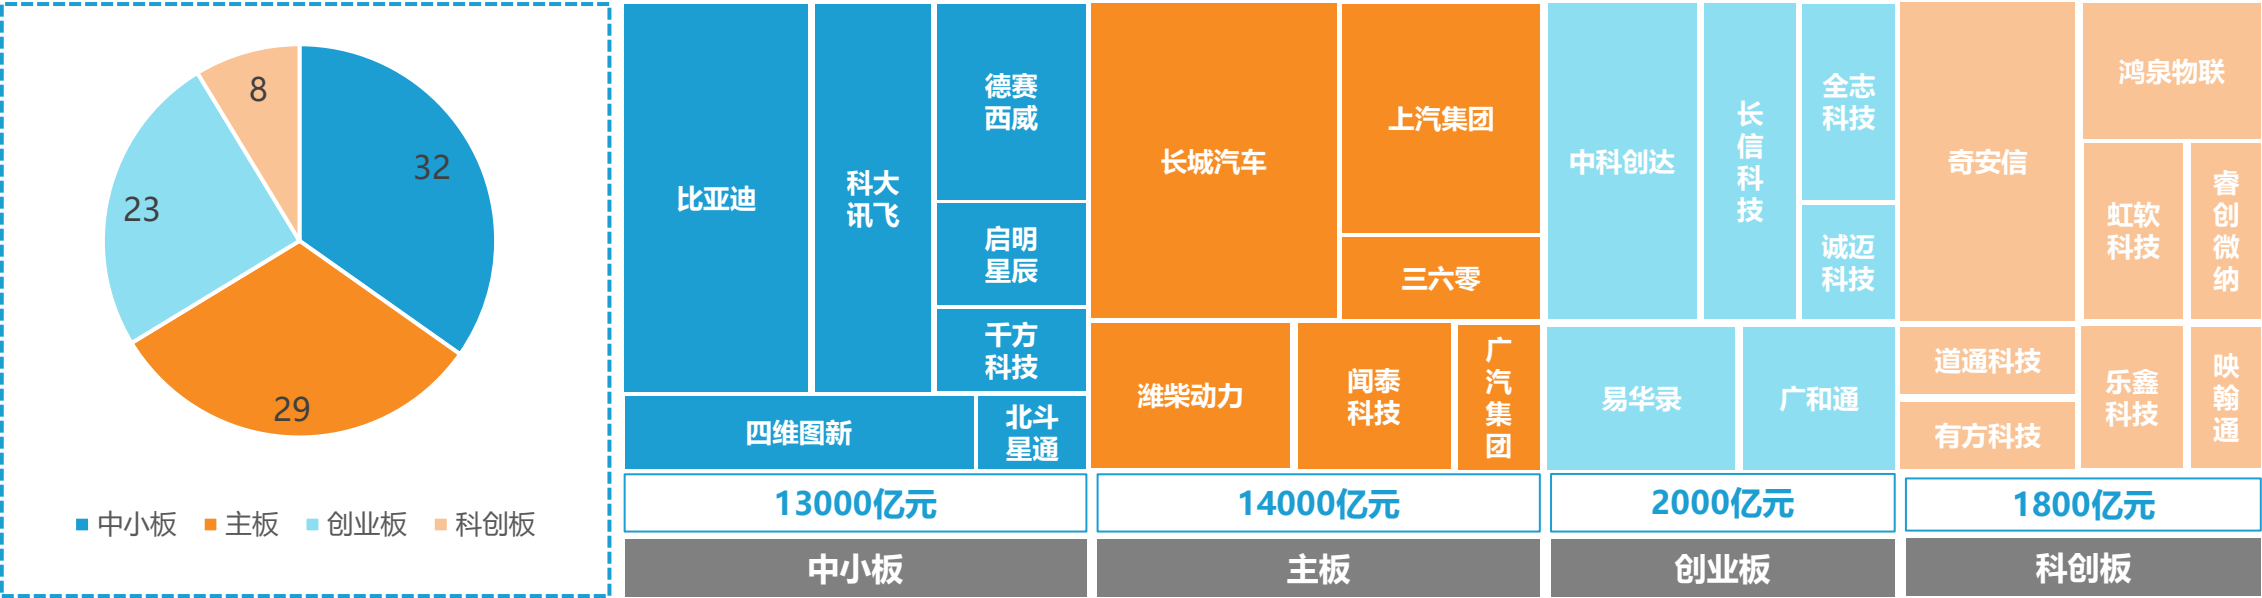 8
32
23
29
中小板
主板
创业板
科创板
比亚迪
科大
讯飞
德赛
西威
启明
星辰
千方
科技
四维图新
北斗
星通
13000亿元
中小板
长城汽车
上汽集团
三六零
潍柴动力
闻泰
科技
广
汽
集
团
14000亿元
主板
中科创达
长
信
科
技
全志
科技
诚迈
科技
易华录
广和通
2000亿元
创业板
奇安信
鸿泉物联
虹软
科技
睿
创
微
纳
道通科技
有方科技
乐鑫
科技
映
翰
通
1800亿元
科创板